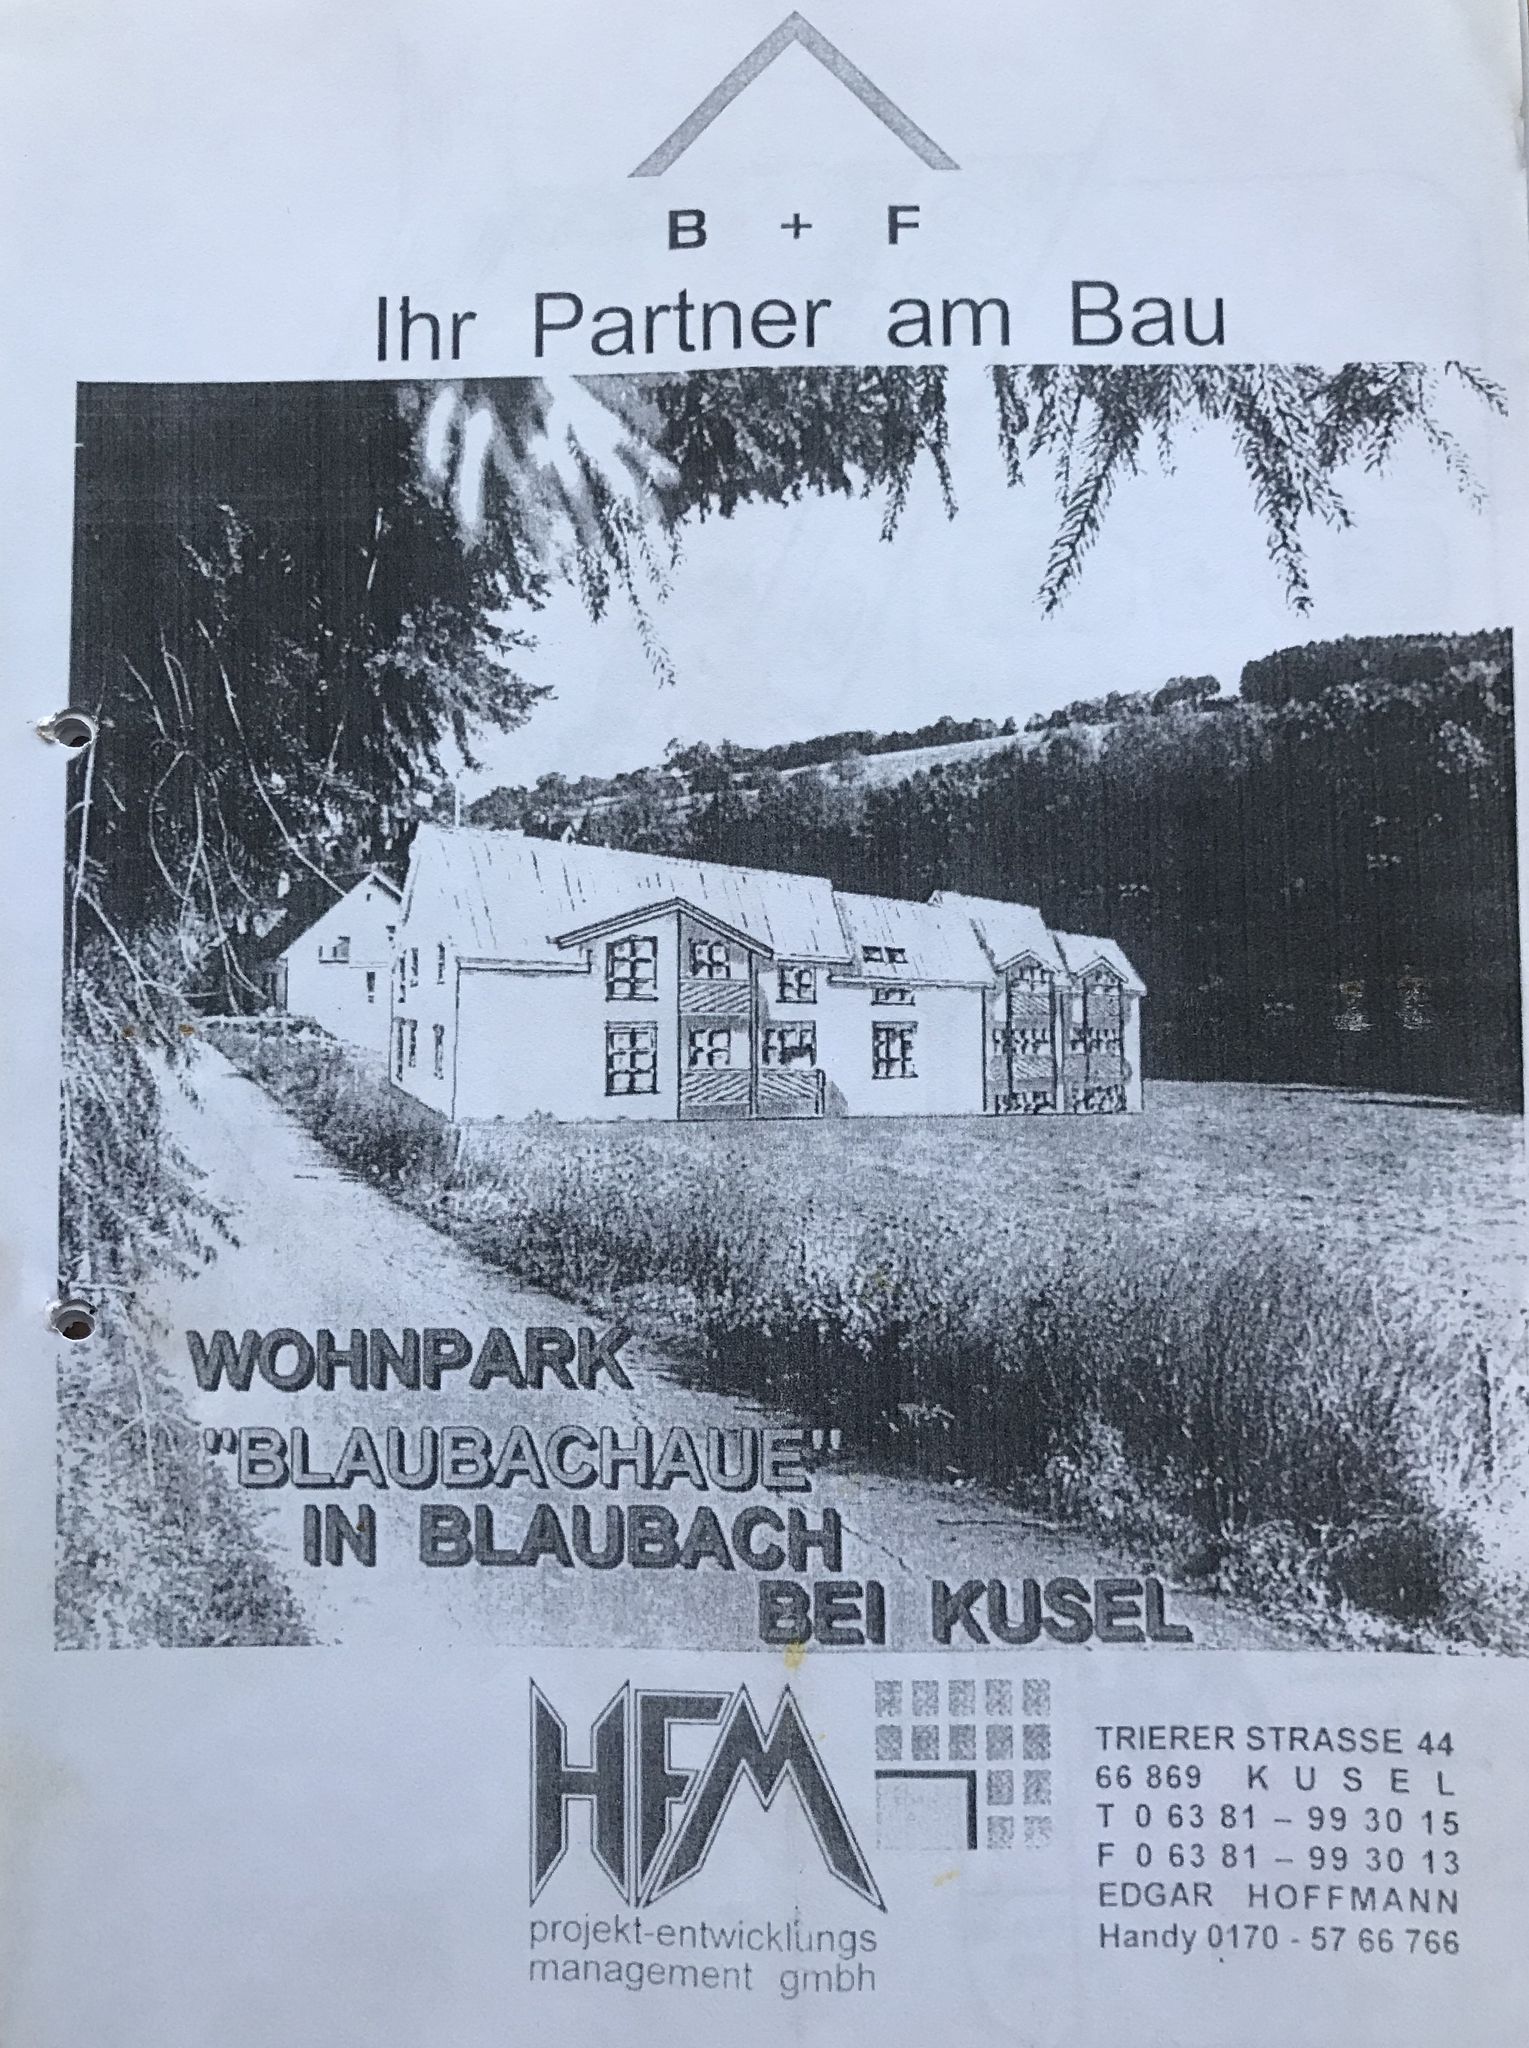 B + F
Ihr Partner am Bau
WOHNPARK
"BLAUBACHAUE"
IN BLAUBACH
BEI KUSEL
HFM
projekt-entwicklungs
management gmbh
TRIERER STRASSE 44
66 869 K U S E L
T 0 63 81 – 99 30 15
F 0 63 81 – 99 30 13
EDGAR HOFFMANN
Handy 0170 - 57 66 766